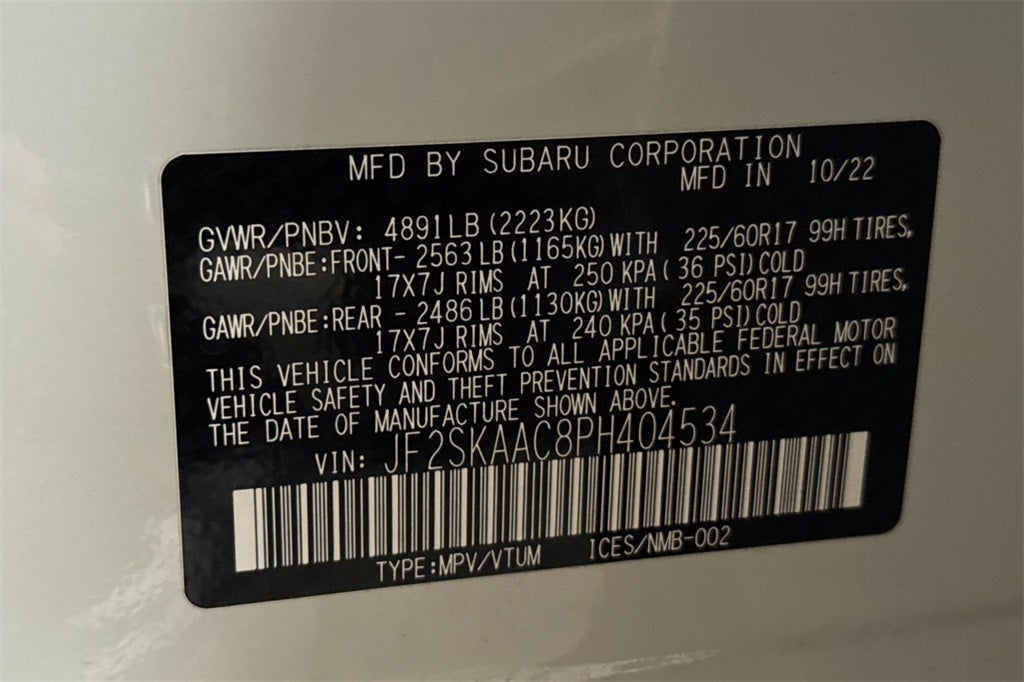 MFD BY SUBARU CORPORATION
MFD IN 10/22
GVWR/PNBV: 4891LB (2223KG)
GAWR/PNBE:FRONT- 2563LB (1165KG) WITH 225/60R17 99H TIRES,
17X7J RIMS AT 250 KPA ( 36 PSI) COLD
GAWR/PNBE:REAR - 2486LB (1130KG) WITH 225/60R17 99H TIRES,
17X7J RIMS AT 240 KPA ( 35 PSI) COLD
THIS VEHICLE CONFORMS TO ALL APPLICABLE FEDERAL MOTOR
VEHICLE SAFETY AND THEFT PREVENTION STANDARDS IN EFFECT ON
THE DATE OF MANUFACTURE SHOWN ABOVE.
VIN: JF2SKAAC8PH404534
TYPE:MPV/VTUM ICES/NMB-002